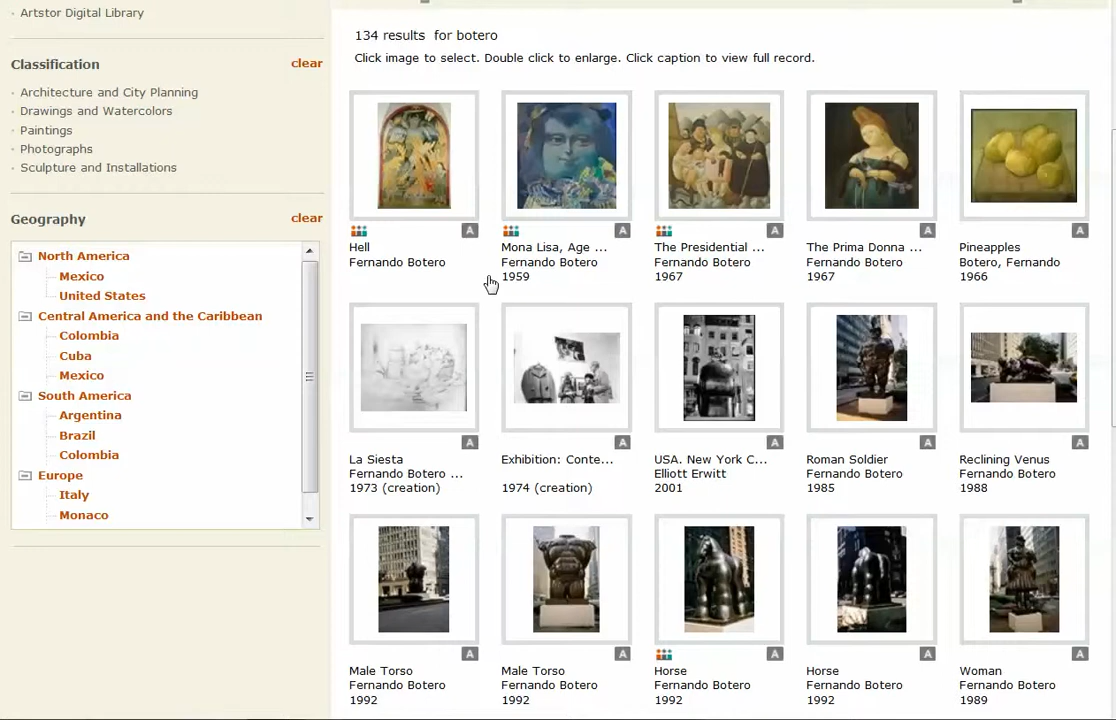 Artstor Digital Library
Classification
clear
Architecture and City Planning
Drawings and Watercolors
Paintings
Photographs
Sculpture and Installations
Geography
clear
North America
Mexico
United States
Central America and the Caribbean
Colombia
Cuba
Mexico
South America
Argentina
Brazil
Colombia
Europe
Italy
Monaco
134 results for botero
Click image to select. Double click to enlarge. Click caption to view full record.
A
Hell
Fernando Botero
A
Mona Lisa, Age ...
Fernando Botero
1959
A
The Presidential ...
Fernando Botero
1967
A
The Prima Donna ...
Fernando Botero
1967
A
Pineapples
Botero, Fernando
1966
A
La Siesta
Fernando Botero ...
1973 (creation)
A
Exhibition: Conte...
1974 (creation)
A
USA. New York C...
Elliott Erwitt
2001
A
Roman Soldier
Fernando Botero
1985
A
Reclining Venus
Fernando Botero
1988
A
Male Torso
Fernando Botero
1992
A
Male Torso
Fernando Botero
1992
A
Horse
Fernando Botero
1992
A
Horse
Fernando Botero
1992
A
Woman
Fernando Botero
1989